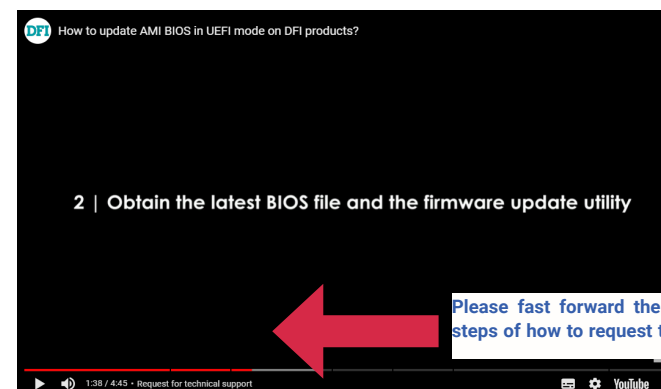 DFI How to update AMI BIOS in UEFI mode on DFI products?
2 | Obtain the latest BIOS file and the firmware update utility
Please fast forward the
steps of how to request
1:38 / 4:45 • Request for technical support YouTube